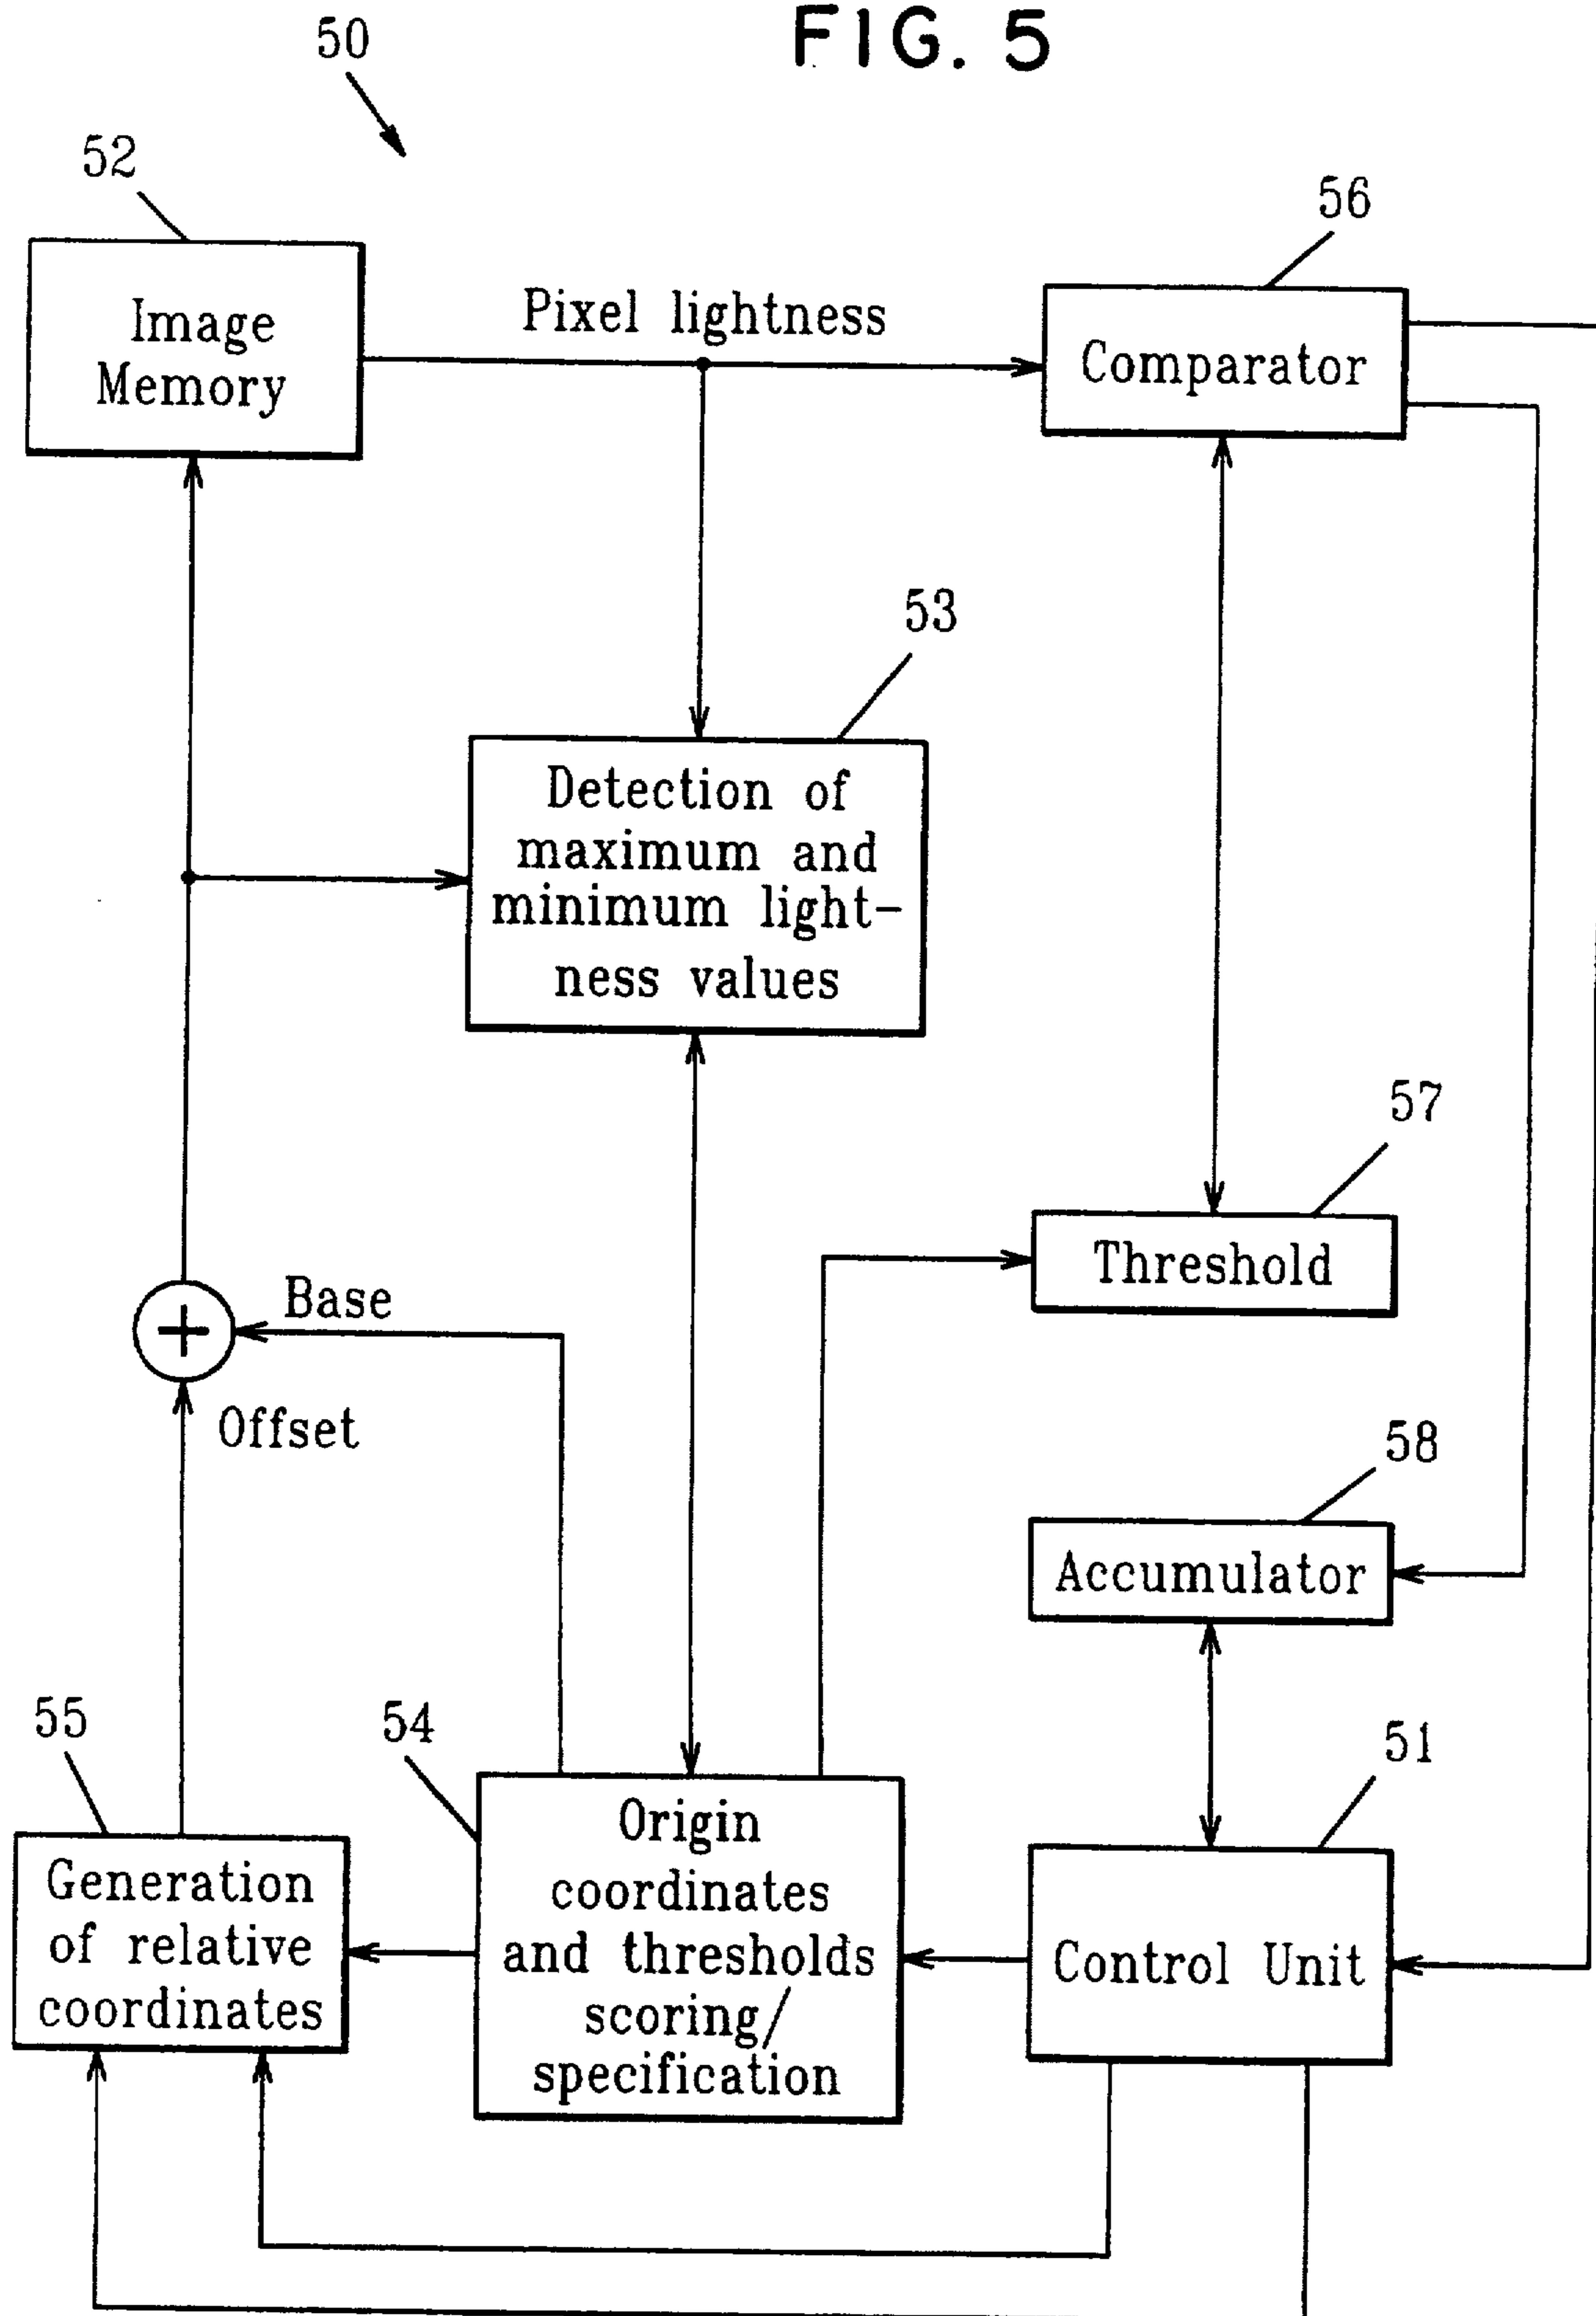 FIG. 5
50
52
56
Image
Memory
Pixel lightness
Comparator
53
Detection of
maximum and
minimum light-
ness values
57
Threshold
Base
Offset
58
Accumulator
55
54
51
Generation
of relative
coordinates
Origin
coordinates
and thresholds
scoring/
specification
Control Unit